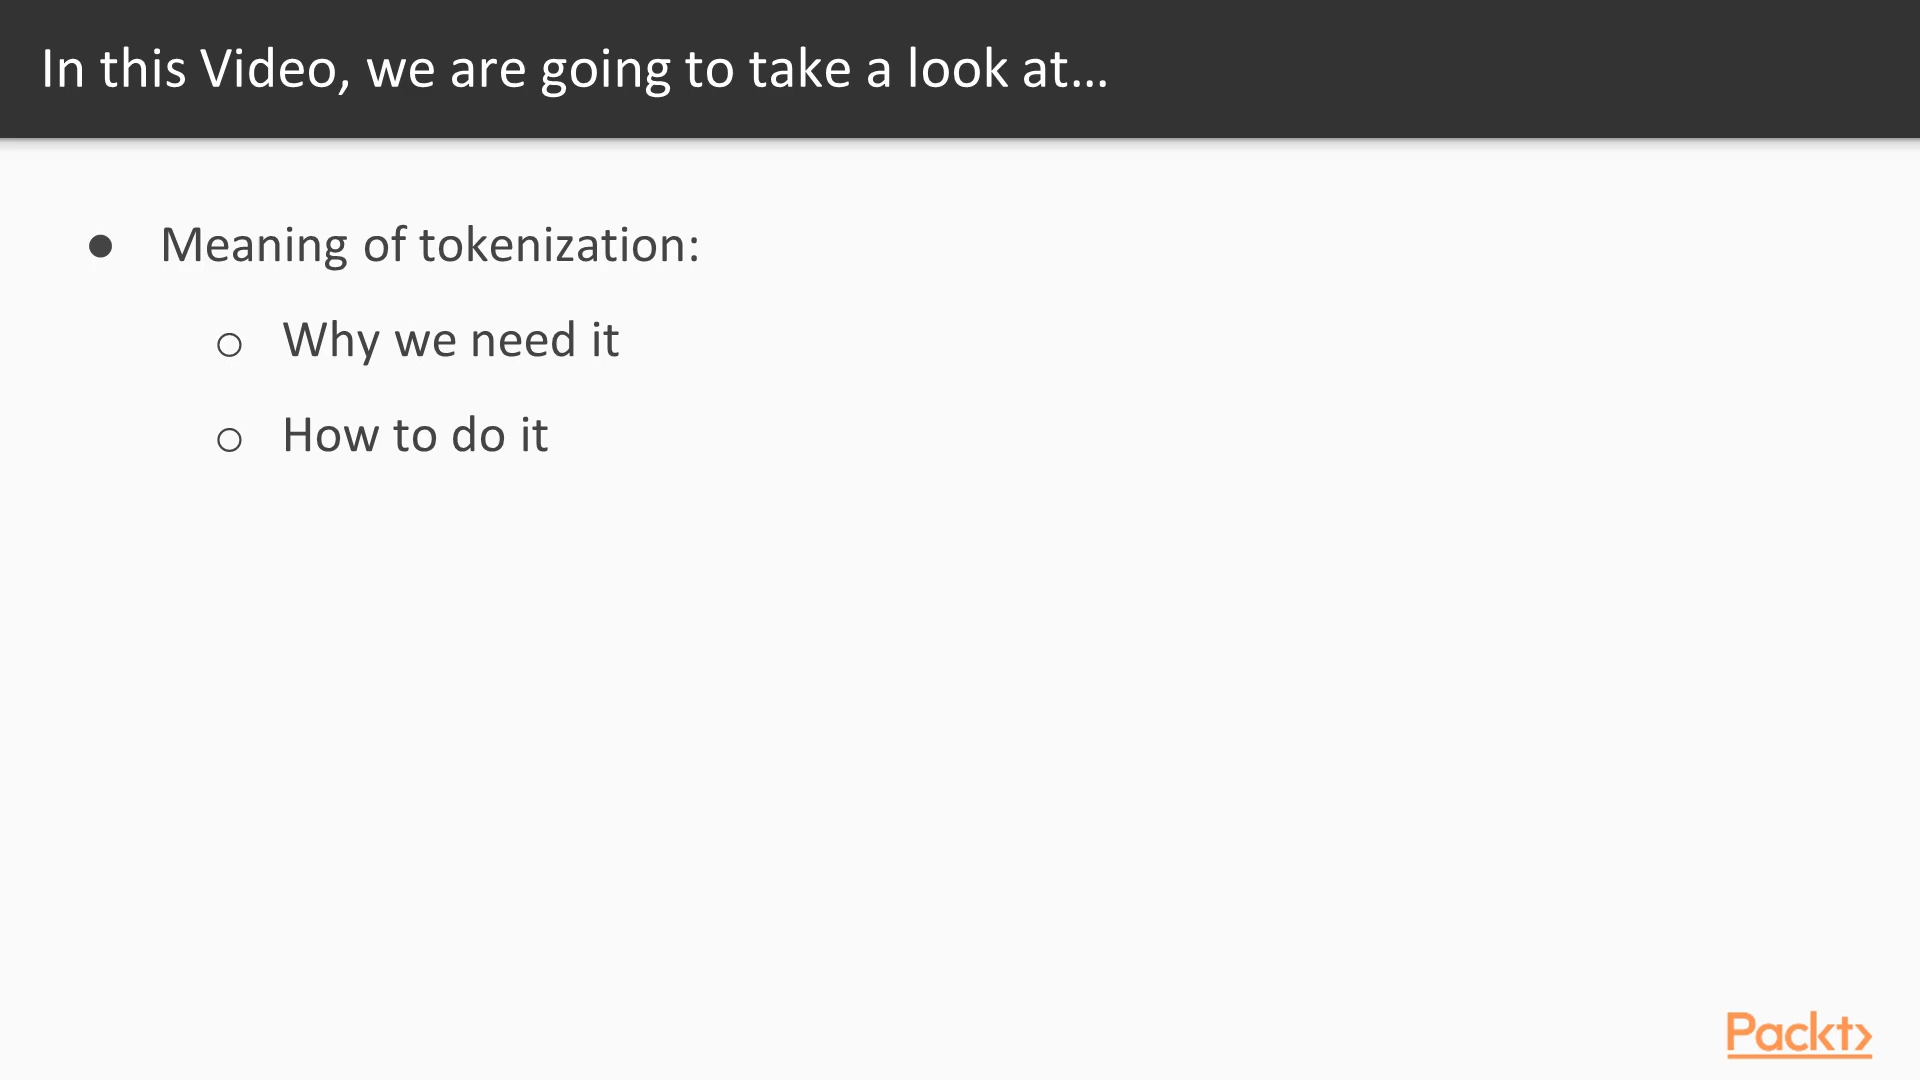 In this Video, we are going to take a look at...
● Meaning of tokenization:
○ Why we need it
○ How to do it
Packt>